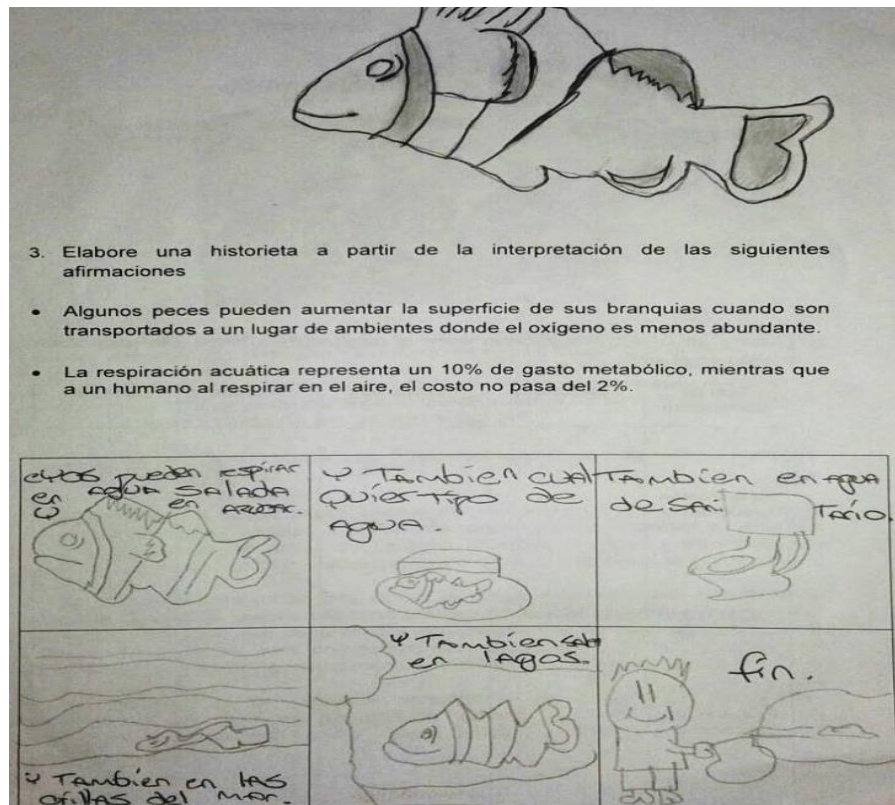 3. Elabore una historieta a partir de la interpretación de las siguientes
afirmaciones
• Algunos peces pueden aumentar la superficie de sus branquias cuando son
transportados a un lugar de ambientes donde el oxígeno es menos abundante.
• La respiración acuática representa un 10% de gasto metabólico, mientras que
a un humano al respirar en el aire, el costo no pasa del 2%.
pueden respirar
en AGUA SAlADA
en
y Tambien cual
Quier tipo de
AgUA.
Tambien en agua
de SAni Tario.
y Tambien en las
orillas del mar.
y Tambien
en lAgos.
fin.